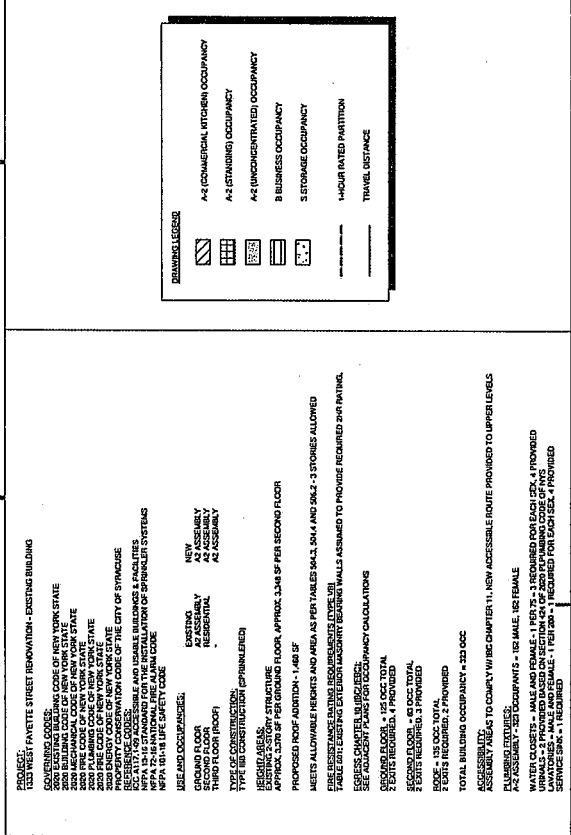 PROJECT:
1333 WEST FAYETTE STREET RENOVATION - EXISTING BUILDING
GOVERNING CODES:
2020 EXISTING BUILDING CODE OF NEW YORK STATE
2020 BUILDING CODE OF NEW YORK STATE
2020 MECHANICAL CODE OF NEW YORK STATE
2020 FIRE CODE OF NEW YORK STATE
2020 PLUMBING CODE OF NEW YORK STATE
2020 FIRE CODE OF NEW YORK STATE
2020 ENERGY CODE OF NEW YORK STATE
PROPERTY CONSERVATION CODE OF THE CITY OF SYRACUSE
REFERENCE CODES:
ICC A117.1-09 ACCESSIBLE AND USABLE BUILDINGS & FACILITIES
NFPA 13-16 STANDARD FOR THE INSTALLATION OF SPRINKLER SYSTEMS
NFPA 72-16 NATIONAL FIRE ALARM CODE
NFPA 101-18 LIFE SAFETY CODE
USE AND OCCUPANCIES:
EXISTING NEW
GROUND FLOOR A2 ASSEMBLY A2 ASSEMBLY
SECOND FLOOR RESIDENTIAL A2 ASSEMBLY
THIRD FLOOR (ROOF) - A2 ASSEMBLY
TYPE OF CONSTRUCTION:
TYPE IIIB CONSTRUCTION (SPRINKLERED)
HEIGHT/AREAS:
EXISTING 2-STORY STRUCTURE
APPROX. 3,370 SF PER GROUND FLOOR, APPROX. 3,348 SF PER SECOND FLOOR
PROPOSED ROOF ADDITION - 1,480 SF
MEETS ALLOWABLE HEIGHTS AND AREA AS PER TABLES 504.3, 504.4 AND 506.2 - 3 STORIES ALLOWED
FIRE RESISTANCE RATING REQUIREMENTS (TYPE VB)
TABLE 601: EXISTING EXTERIOR MASONRY BEARING WALLS ASSUMED TO PROVIDE REQUIRED 2HR RATING.
EGRESS CHAPTER 10 (IBC/IEBC):
SEE ADJACENT PLANS FOR OCCUPANCY CALCULATIONS
GROUND FLOOR = 125 OCC TOTAL
2 EXITS REQUIRED, 4 PROVIDED
SECOND FLOOR = 63 OCC TOTAL
2 EXITS REQUIRED, 3 PROVIDED
ROOF = 135 OCC TOTAL
2 EXITS REQUIRED, 2 PROVIDED
TOTAL BUILDING OCCUPANCY = 323 OCC
ACCESSIBILITY:
ASSEMBLY AREAS TO COMPLY W/ IBC CHAPTER 11, NEW ACCESSIBLE ROUTE PROVIDED TO UPPER LEVELS
PLUMBING FIXTURES:
A-2 ASSEMBLY - 323 OCCUPANTS = 162 MALE, 162 FEMALE
WATER CLOSETS = MALE AND FEMALE - 1 PER 75 = 3 REQUIRED FOR EACH SEX, 4 PROVIDED
URINALS = 2 PROVIDED BASED ON SECTION 424 OF 2020 PLUMBING CODE OF NYS
LAVATORIES = MALE AND FEMALE - 1 PER 200 = 1 REQUIRED FOR EACH SEX, 4 PROVIDED
SERVICE SINK = 1 REQUIRED
DRAWING LEGEND
A-2 (COMMERCIAL KITCHEN) OCCUPANCY
A-2 (STANDING) OCCUPANCY
A-2 (UNCONCENTRATED) OCCUPANCY
B BUSINESS OCCUPANCY
S STORAGE OCCUPANCY
1-HOUR RATED PARTITION
TRAVEL DISTANCE